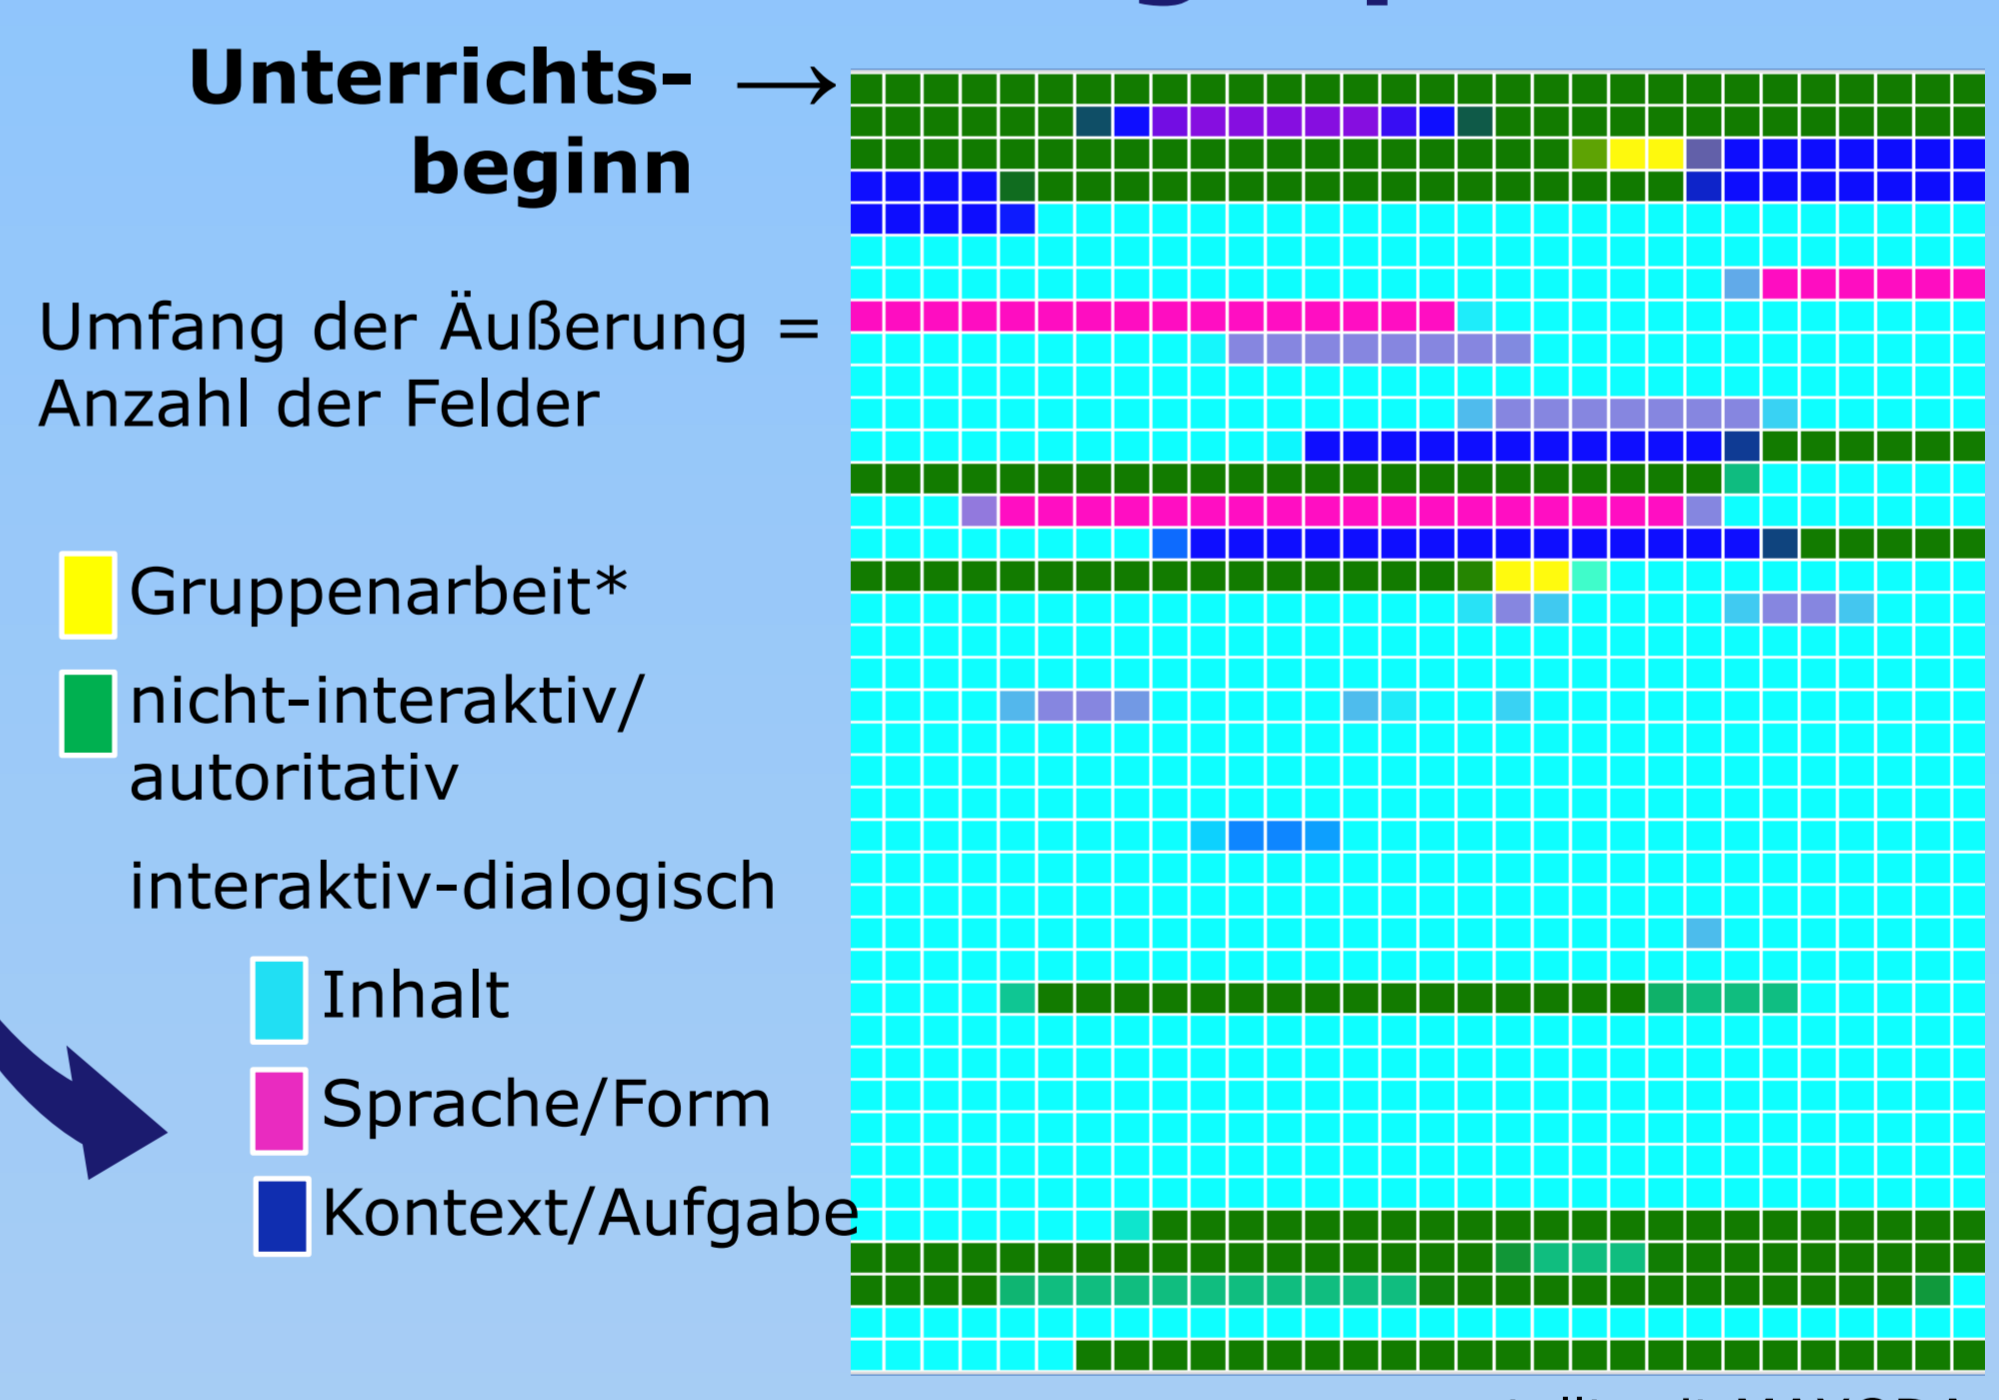 Unterrichts- →
beginn
Umfang der Äußerung =
Anzahl der Felder
Gruppenarbeit*
nicht-interaktiv/
autoritativ
interaktiv-dialogisch
Inhalt
Sprache/Form
Kontext/Aufgabe